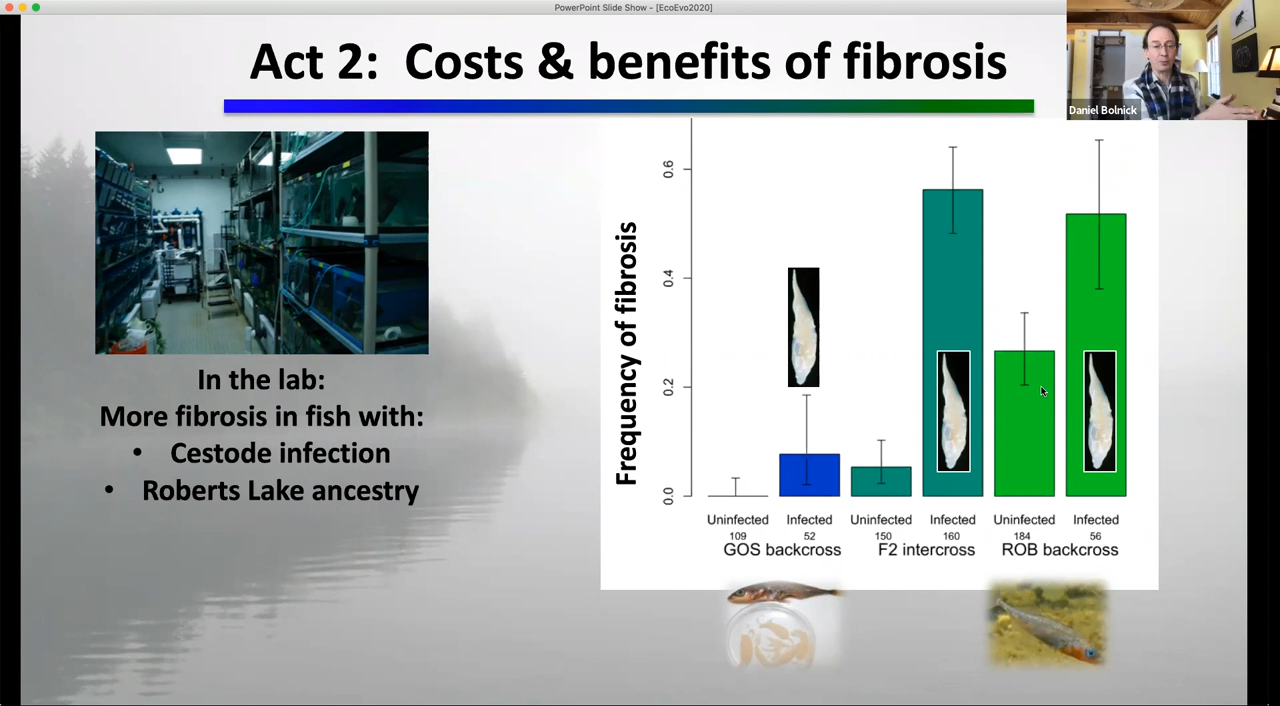 PowerPoint Slide Show - [EcoEvo2020]
Act 2: Costs & benefits of fibrosis
Daniel Bolnick
In the lab:
More fibrosis in fish with:
• Cestode infection
• Roberts Lake ancestry
Frequency of fibrosis
0.6
0.4
0.2
0.0
Uninfected Infected Uninfected Infected Uninfected Infected
109 52 150 160 184 56
GOS backcross F2 intercross ROB backcross